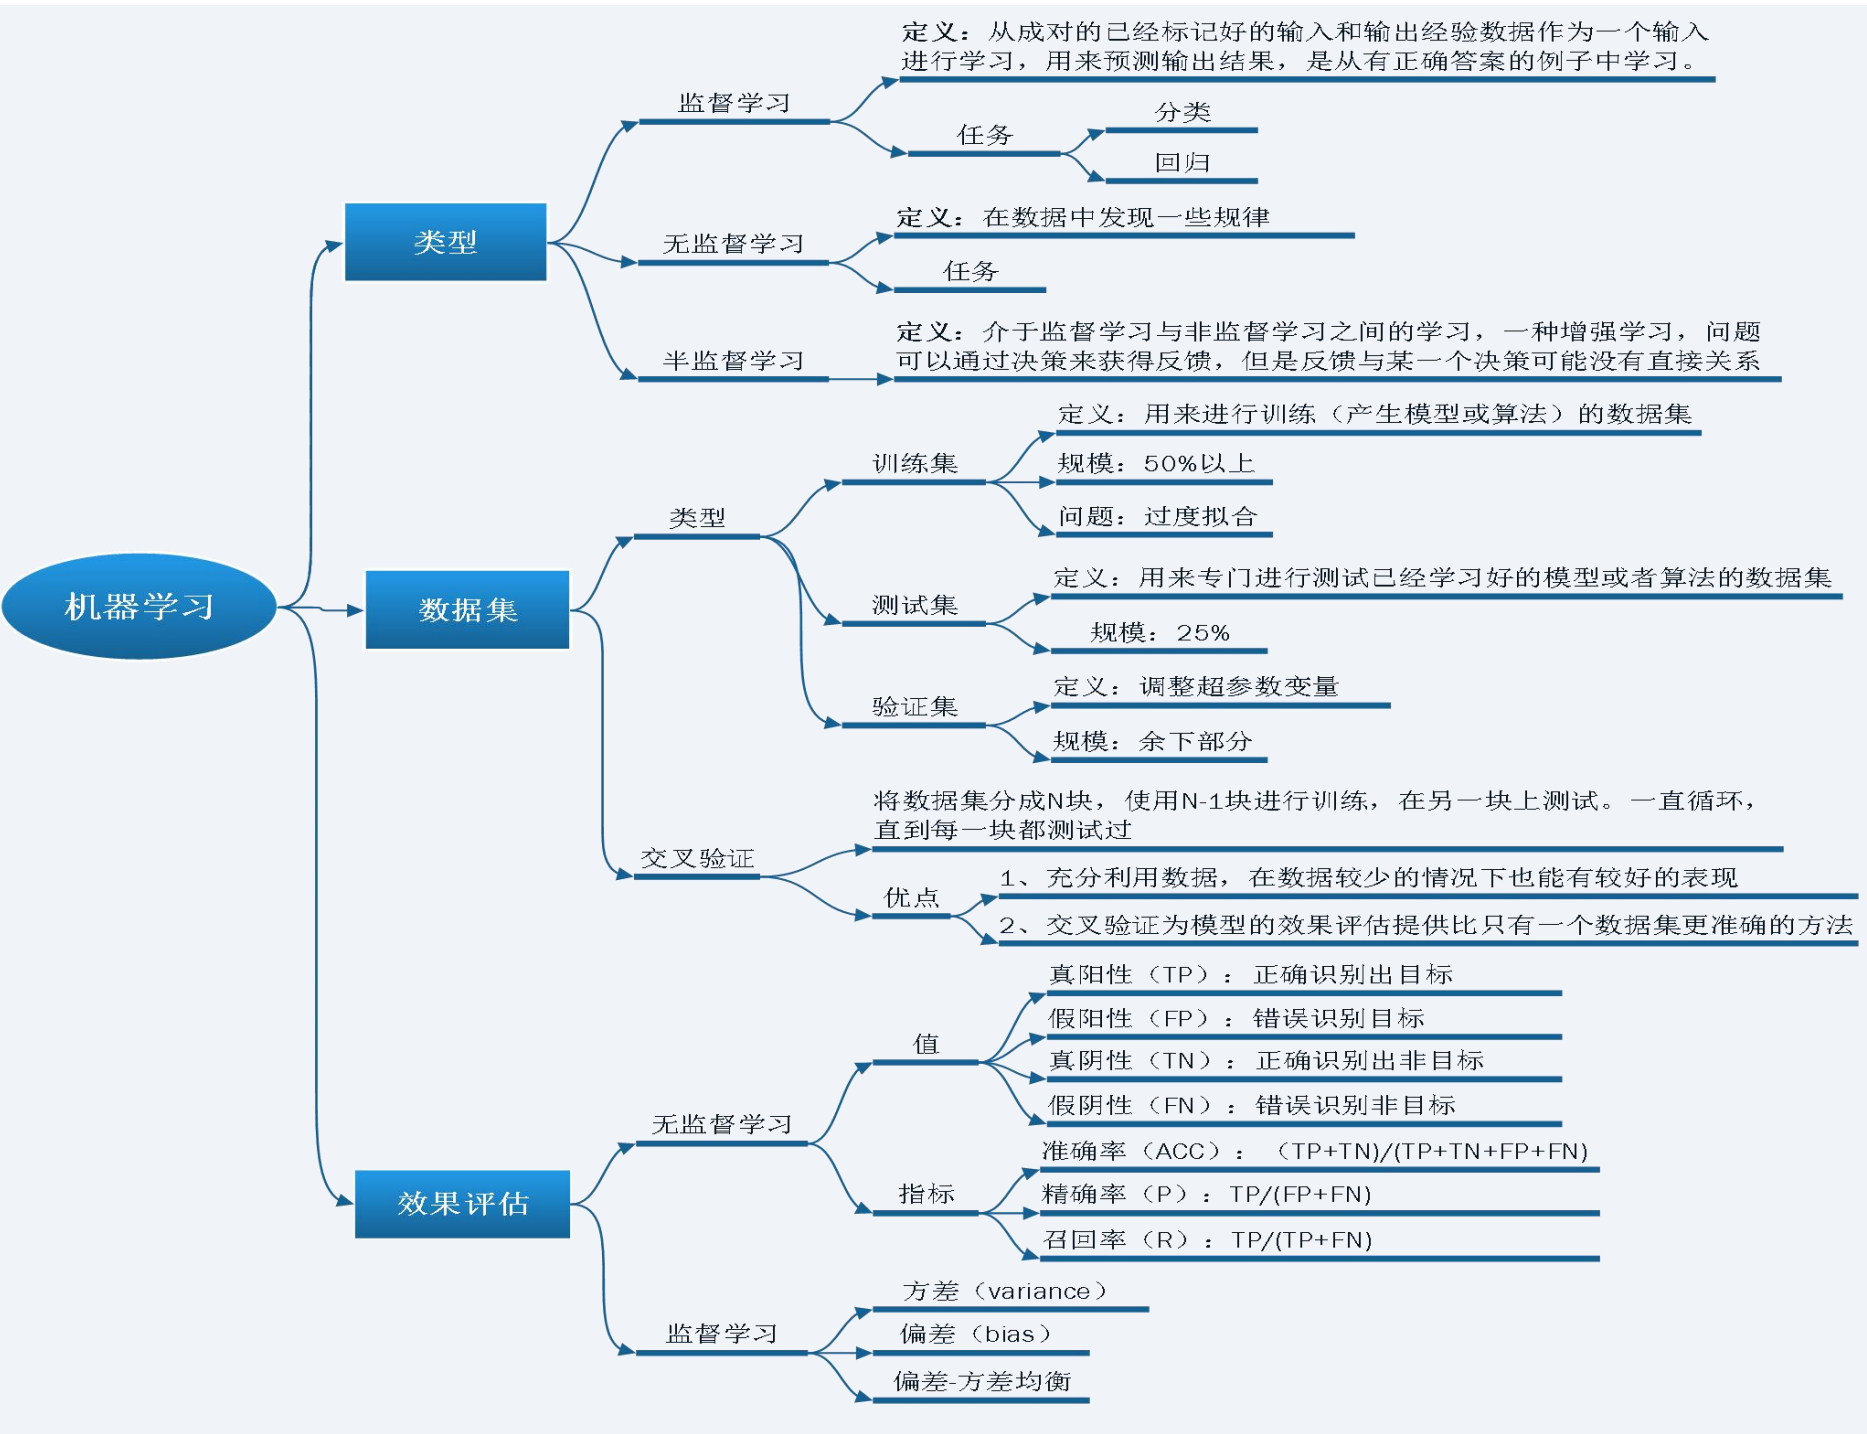 机器学习
类型
监督学习
定义：从成对的已经标记好的输入和输出经验数据作为一个输入
进行学习，用来预测输出结果，是从有正确答案的例子中学习。
任务
分类
回归
无监督学习
定义：在数据中发现一些规律
任务
半监督学习
定义：介于监督学习与非监督学习之间的学习，一种增强学习，问题
可以通过决策来获得反馈，但是反馈与某一个决策可能没有直接关系
数据集
类型
训练集
定义：用来进行训练（产生模型或算法）的数据集
规模：50%以上
问题：过度拟合
测试集
定义：用来专门进行测试已经学习好的模型或者算法的数据集
规模：25%
验证集
定义：调整超参数变量
规模：余下部分
交叉验证
将数据集分成N块，使用N-1块进行训练，在另一块上测试。一直循环，
直到每一块都测试过
优点
1、充分利用数据，在数据较少的情况下也能有较好的表现
2、交叉验证为模型的效果评估提供比只有一个数据集更准确的方法
效果评估
无监督学习
值
真阳性（TP）：正确识别出目标
假阳性（FP）：错误识别目标
真阴性（TN）：正确识别出非目标
假阴性（FN）：错误识别非目标
指标
准确率（ACC）：（TP+TN)/(TP+TN+FP+FN)
精确率（P）：TP/(FP+FN)
召回率（R）：TP/(TP+FN)
监督学习
方差（variance）
偏差（bias）
偏差-方差均衡